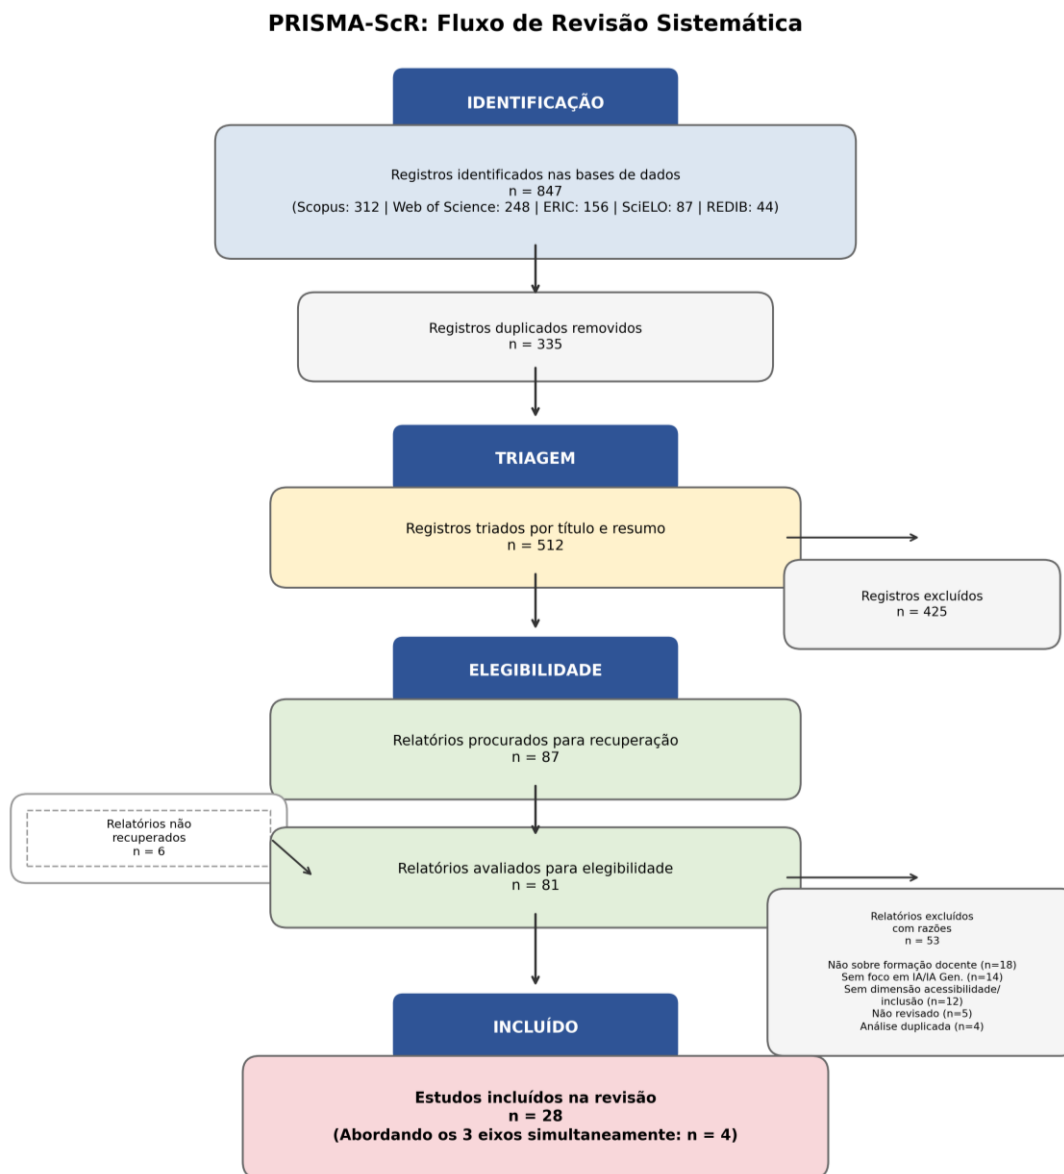 PRISMA-ScR: Fluxo de Revisão Sistemática
IDENTIFICAÇÃO
Registros identificados nas bases de dados
n = 847
(Scopus: 312 | Web of Science: 248 | ERIC: 156 | SciELO: 87 | REDIB: 44)
Registros duplicados removidos
n = 335
TRIAGEM
Registros triados por título e resumo
n = 512
Registros excluídos
n = 425
ELEGIBILIDADE
Relatórios procurados para recuperação
n = 87
Relatórios não
recuperados
n = 6
Relatórios avaliados para elegibilidade
n = 81
Relatórios excluídos
com razões
n = 53
Não sobre formação docente (n=18)
Sem foco em IA/IA Gen. (n=14)
Sem dimensão acessibilidade/
inclusão (n=12)
Não revisado (n=5)
Análise duplicada (n=4)
INCLUÍDO
Estudos incluídos na revisão
n = 28
(Abordando os 3 eixos simultaneamente: n = 4)